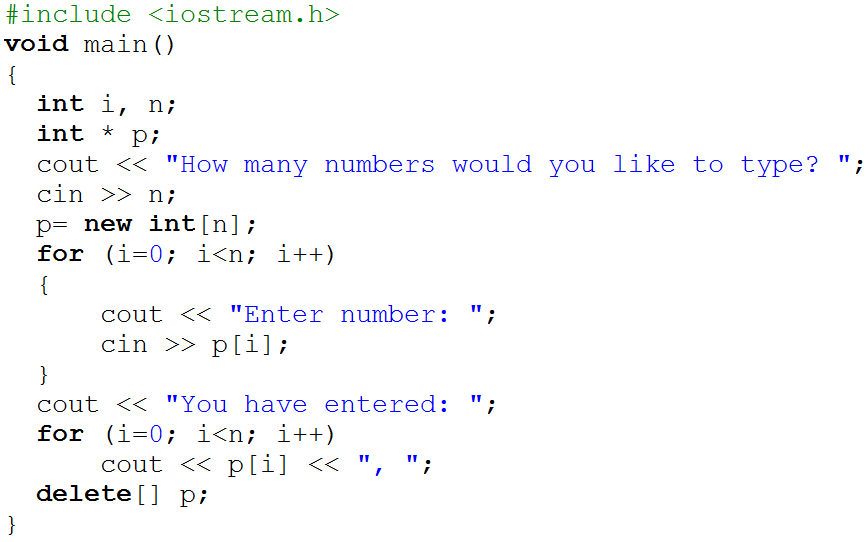 #include <iostream.h>
void main()
{
  int i, n;
  int * p;
  cout << "How many numbers would you like to type? ";
  cin >> n;
  p= new int[n];
  for (i=0; i<n; i++)
  {
      cout << "Enter number: ";
      cin >> p[i];
  }
  cout << "You have entered: ";
  for (i=0; i<n; i++)
      cout << p[i] << ", ";
  delete[] p;
}